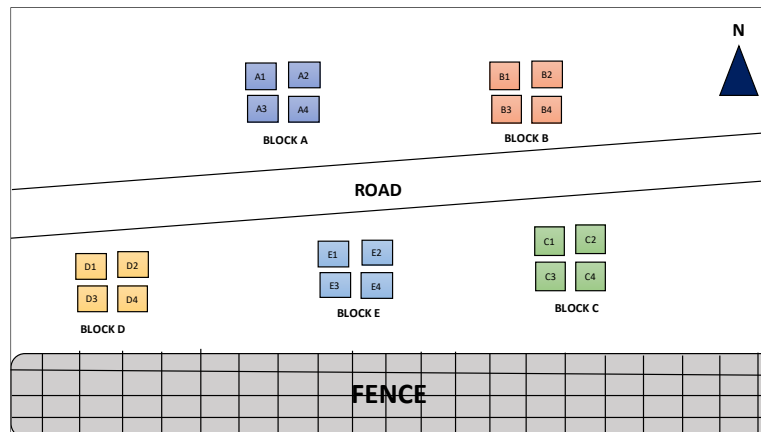 N
A1 A2
A3 A4
BLOCK A
B1 B2
B3 B4
BLOCK B
ROAD
D1 D2
D3 D4
BLOCK D
E1 E2
E3 E4
BLOCK E
C1 C2
C3 C4
BLOCK C
FENCE